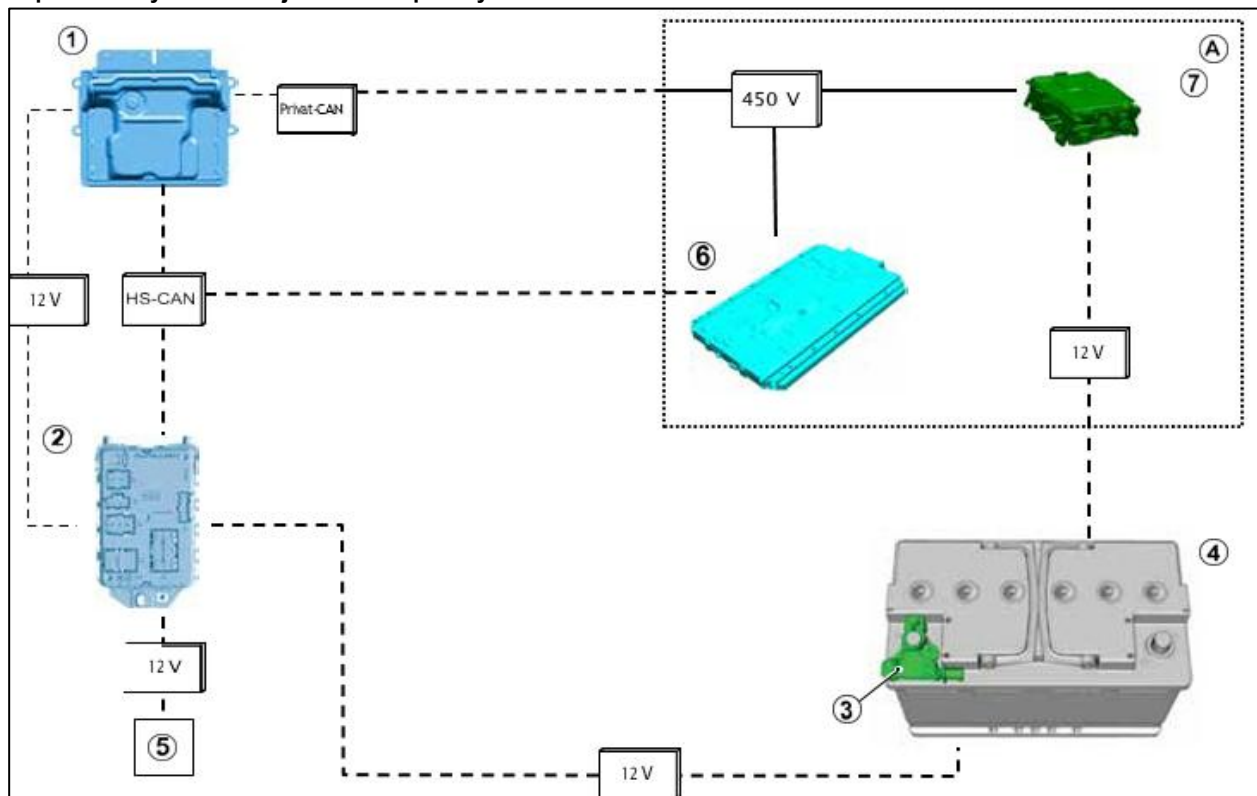 ①
A
⑦
Privat-CAN
450 V
⑥
12 V
HS-CAN
12 V
②
④
12 V
③
⑤
12 V